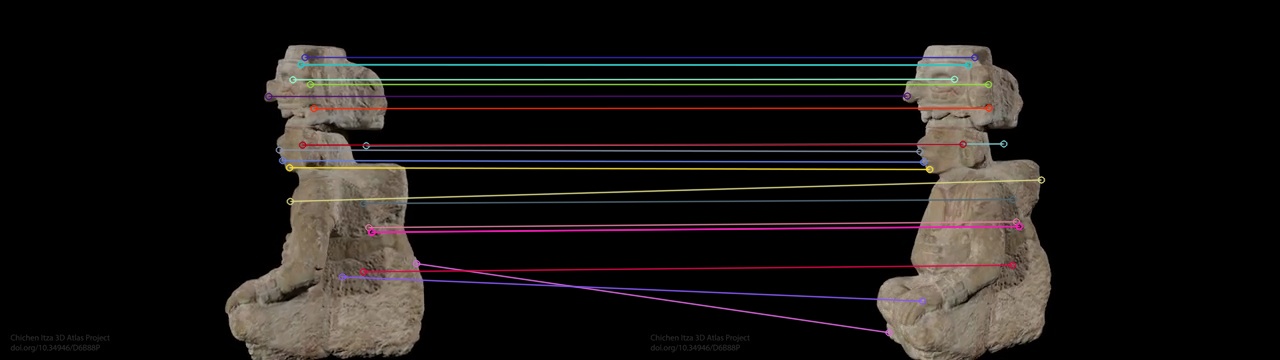 Chichen Itza 3D Atlas Project
doi.org/10.34946/D6B88P
Chichen Itza 3D Atlas Project
doi.org/10.34946/D6B88P